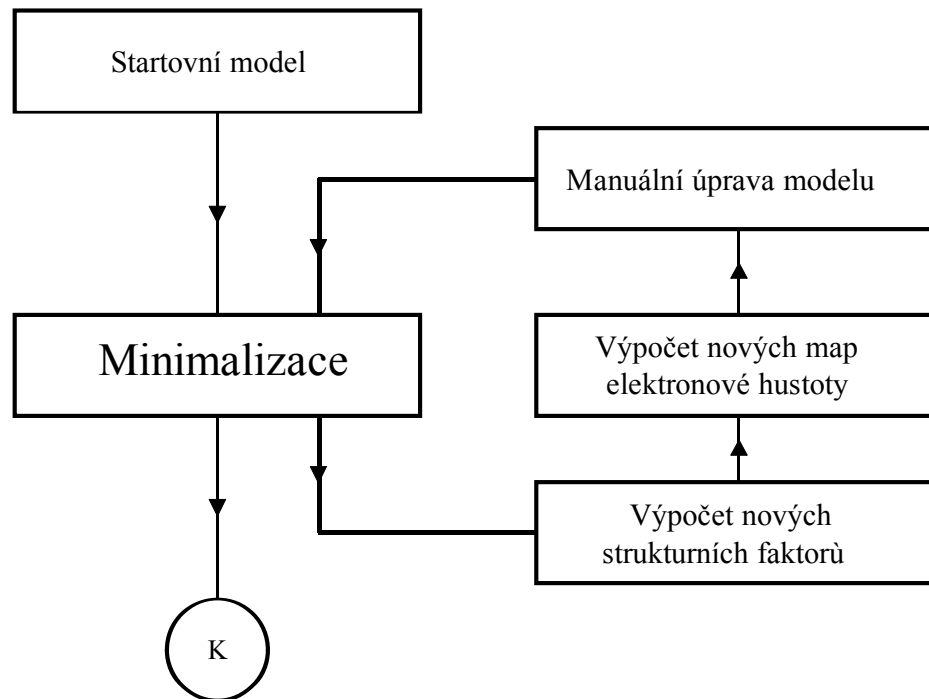 Startovní model
Manuální úprava modelu
Minimalizace
Výpočet nových map
elektronové hustoty
Výpočet nových
strukturních faktorù
K